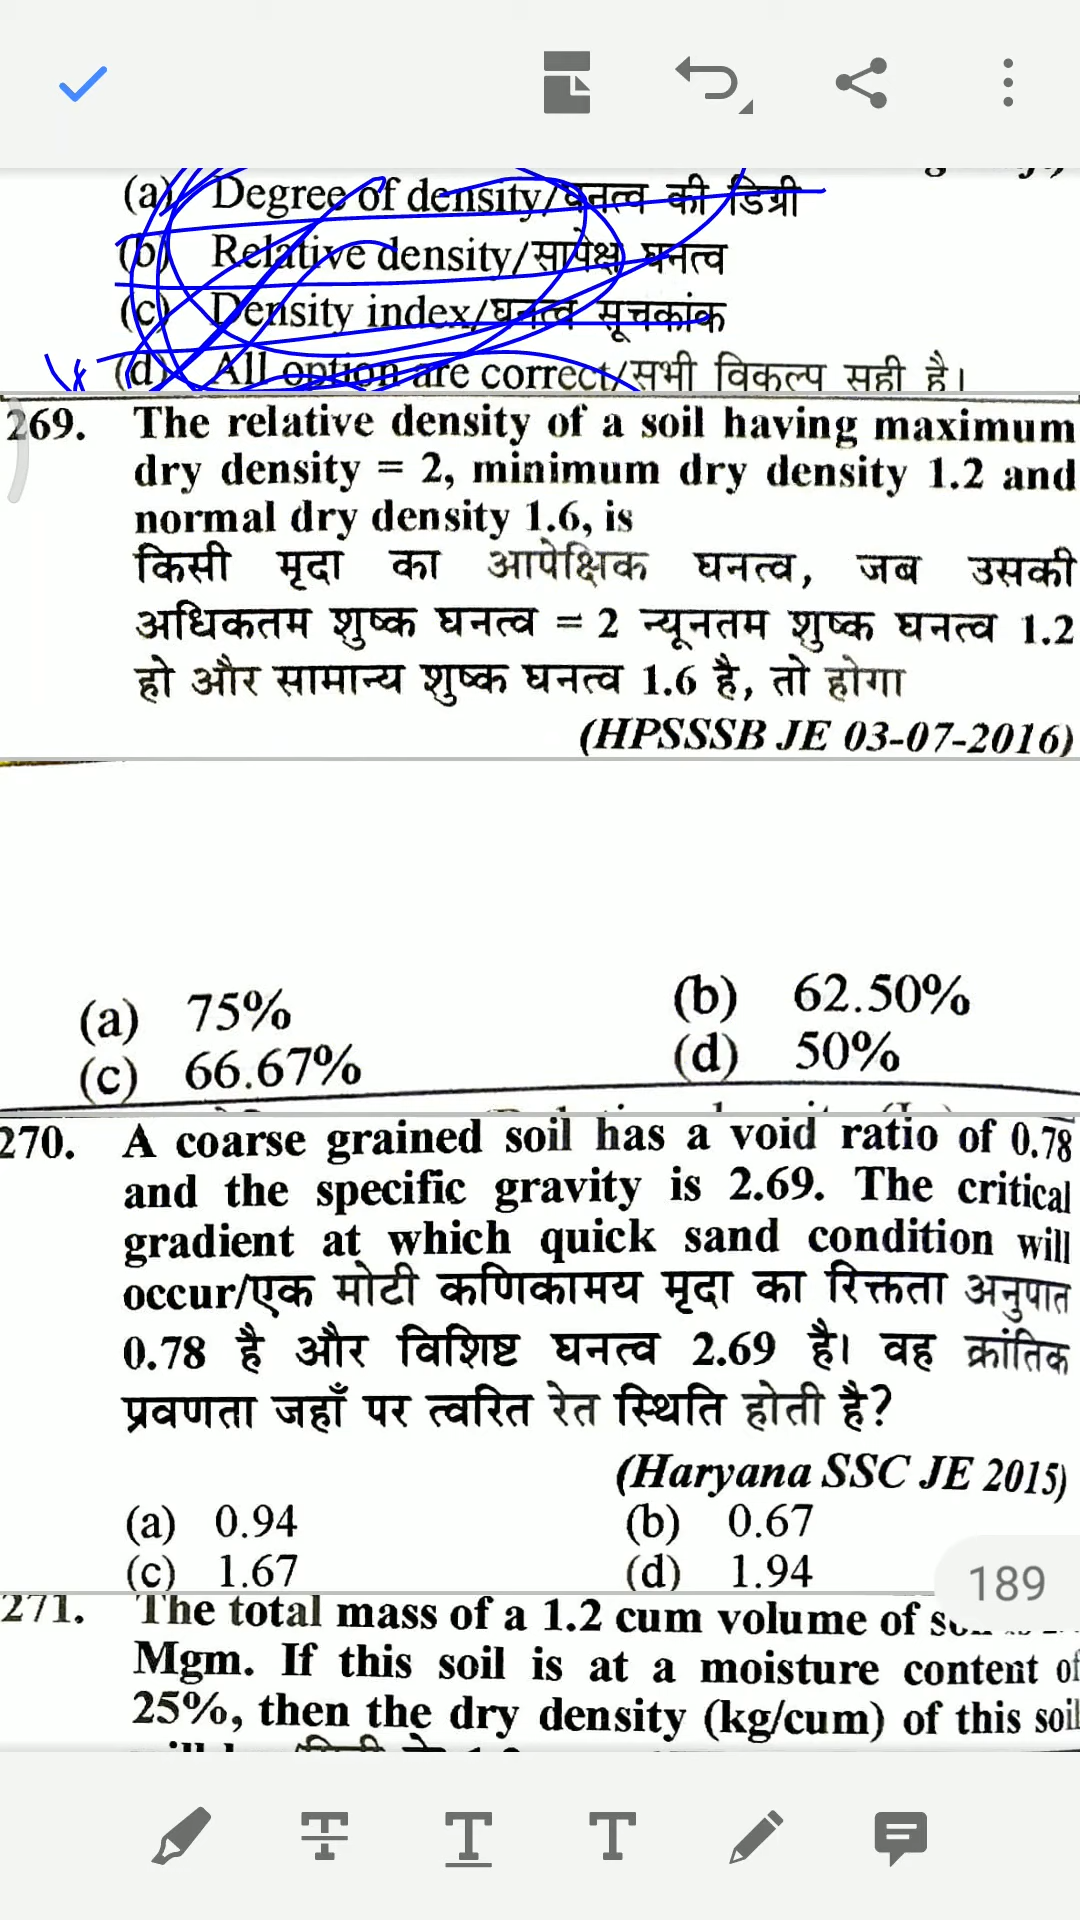 (a) Degree of density/घनत्व की डिग्री
(b) Relative density/सापेक्ष घनत्व
(c) Density index/घनत्व सूचकांक
(d) All option are correct/सभी विकल्प सही है।
269. The relative density of a soil having maximum
dry density = 2, minimum dry density 1.2 and
normal dry density 1.6, is
किसी मृदा का आपेक्षिक घनत्व, जब उसकी
अधिकतम शुष्क घनत्व = 2 न्यूनतम शुष्क घनत्व 1.2
हो और सामान्य शुष्क घनत्व 1.6 है, तो होगा
(HPSSSB JE 03-07-2016)
(a) 75% (b) 62.50%
(c) 66.67% (d) 50%
270. A coarse grained soil has a void ratio of 0.78
and the specific gravity is 2.69. The critical
gradient at which quick sand condition will
occur/एक मोटी कणिकामय मृदा का रिक्तता अनुपात
0.78 है और विशिष्ट घनत्व 2.69 है। वह क्रांतिक
प्रवणता जहाँ पर त्वरित रेत स्थिति होती है?
(Haryana SSC JE 2015)
(a) 0.94 (b) 0.67
(c) 1.67 (d) 1.94
189
271. The total mass of a 1.2 cum volume of
Mgm. If this soil is at a moisture content of
25%, then the dry density (kg/cum) of this soil